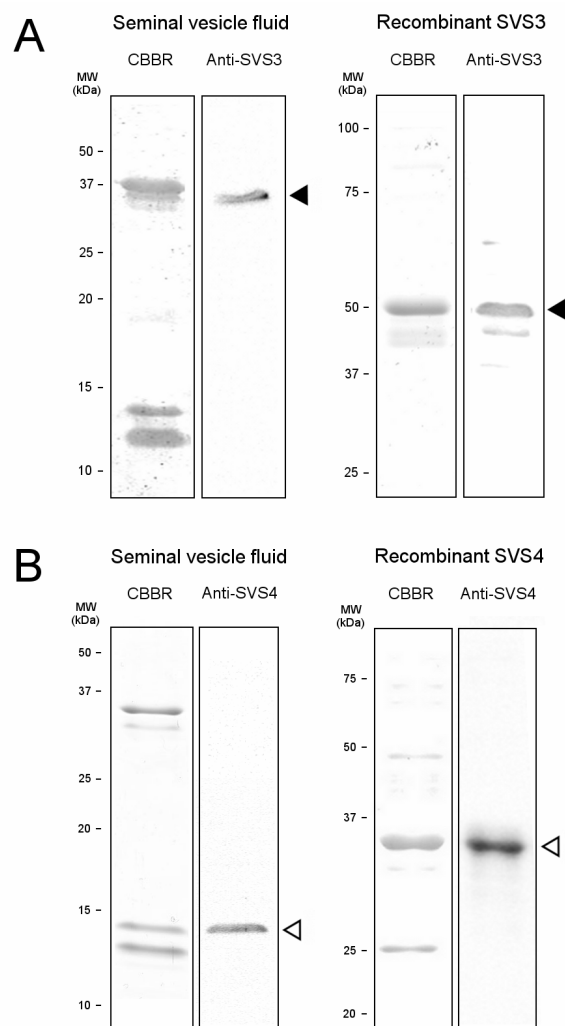 A
Seminal vesicle fluid
Recombinant SVS3
CBBR Anti-SVS3
CBBR Anti-SVS3
MW
(kDa)
50 –
37 –
25 –
20 –
15 –
10 –
MW
(kDa)
100 –
75 –
50 –
37 –
25 –
B
Seminal vesicle fluid
Recombinant SVS4
CBBR Anti-SVS4
CBBR Anti-SVS4
MW
(kDa)
50 –
37 –
25 –
20 –
15 –
10 –
MW
(kDa)
75 –
50 –
37 –
25 –
20 –